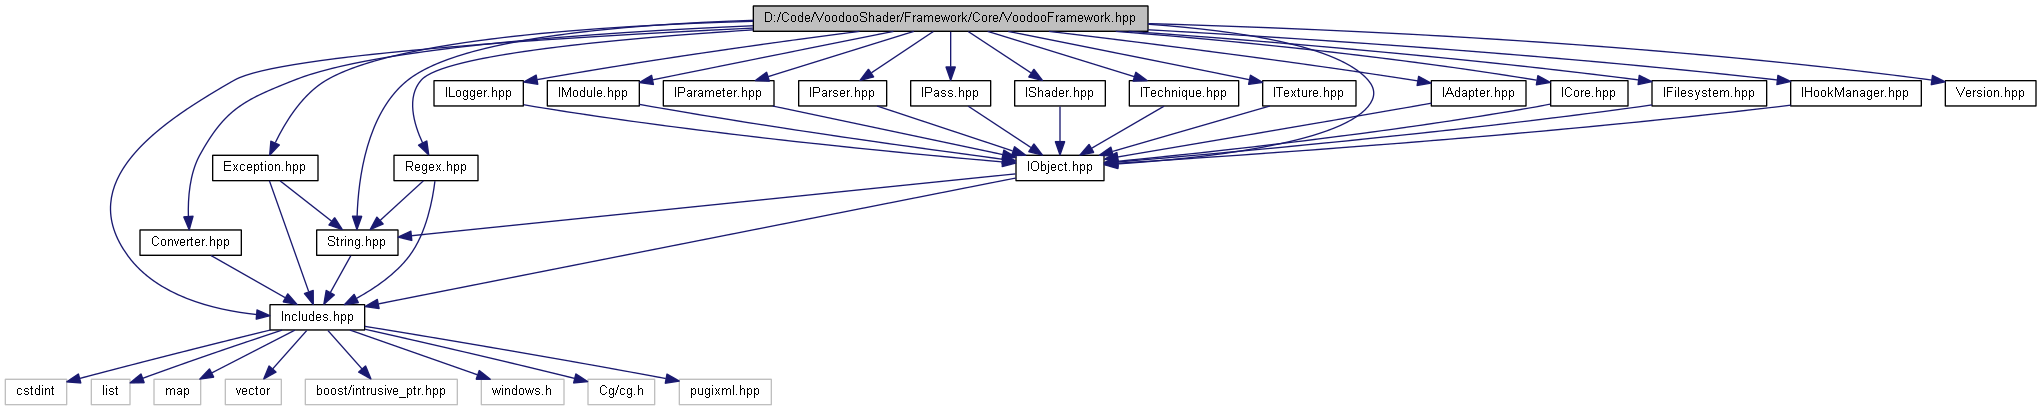 D:/Code/VoodooShader/Framework/Core/VoodooFramework.hpp
ILogger.hpp
IModule.hpp
IParameter.hpp
IParser.hpp
IPass.hpp
IShader.hpp
ITechnique.hpp
ITexture.hpp
IAdapter.hpp
ICore.hpp
IFilesystem.hpp
IHookManager.hpp
Version.hpp
Exception.hpp
Regex.hpp
IObject.hpp
Converter.hpp
String.hpp
Includes.hpp
cstdint
list
map
vector
boost/intrusive_ptr.hpp
windows.h
Cg/cg.h
pugixml.hpp